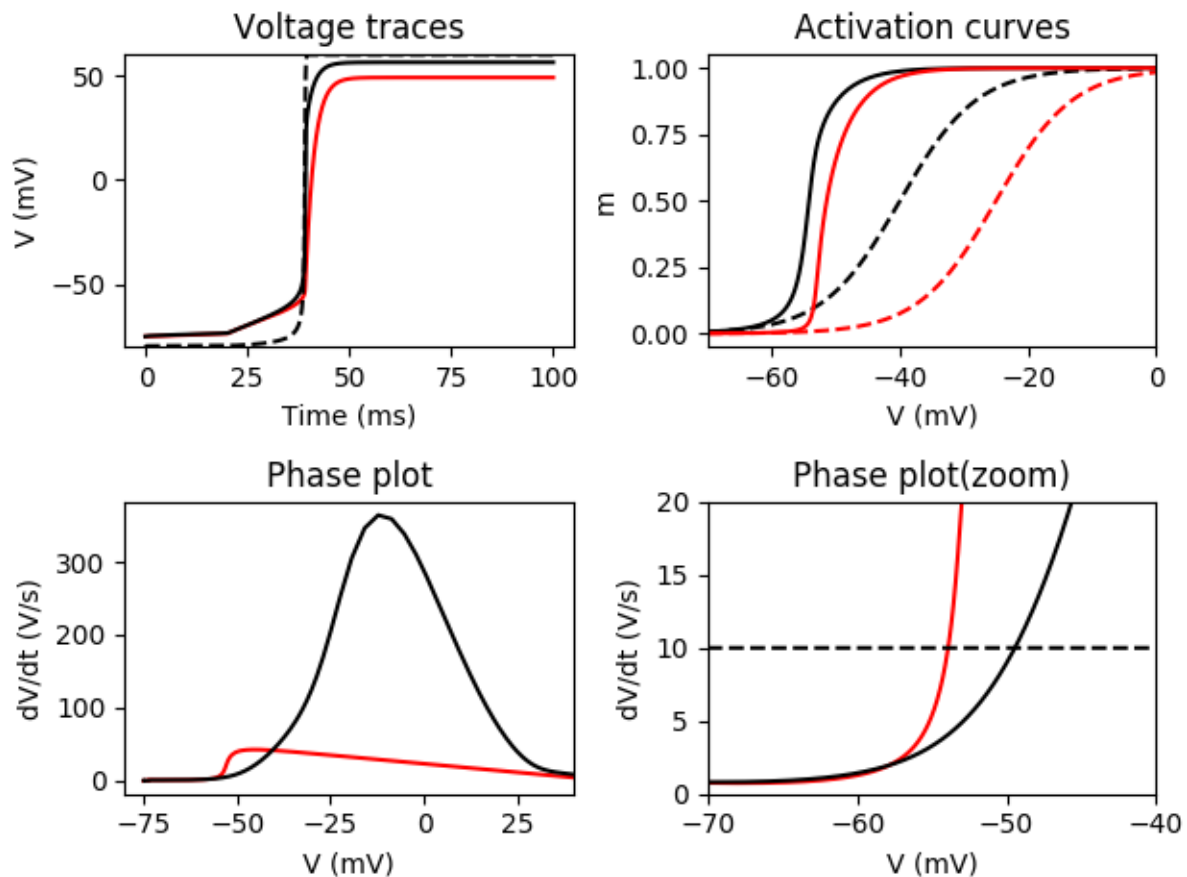 Voltage traces
50
0
−50
V (mV)
0 25 50 75 100
Time (ms)
Activation curves
1.00
0.75
0.50
0.25
0.00
m
−60 −40 −20 0
V (mV)
Phase plot
300
200
100
0
dV/dt (V/s)
−75 −50 −25 0 25
V (mV)
Phase plot(zoom)
20
15
10
5
0
dV/dt (V/s)
−70 −60 −50 −40
V (mV)